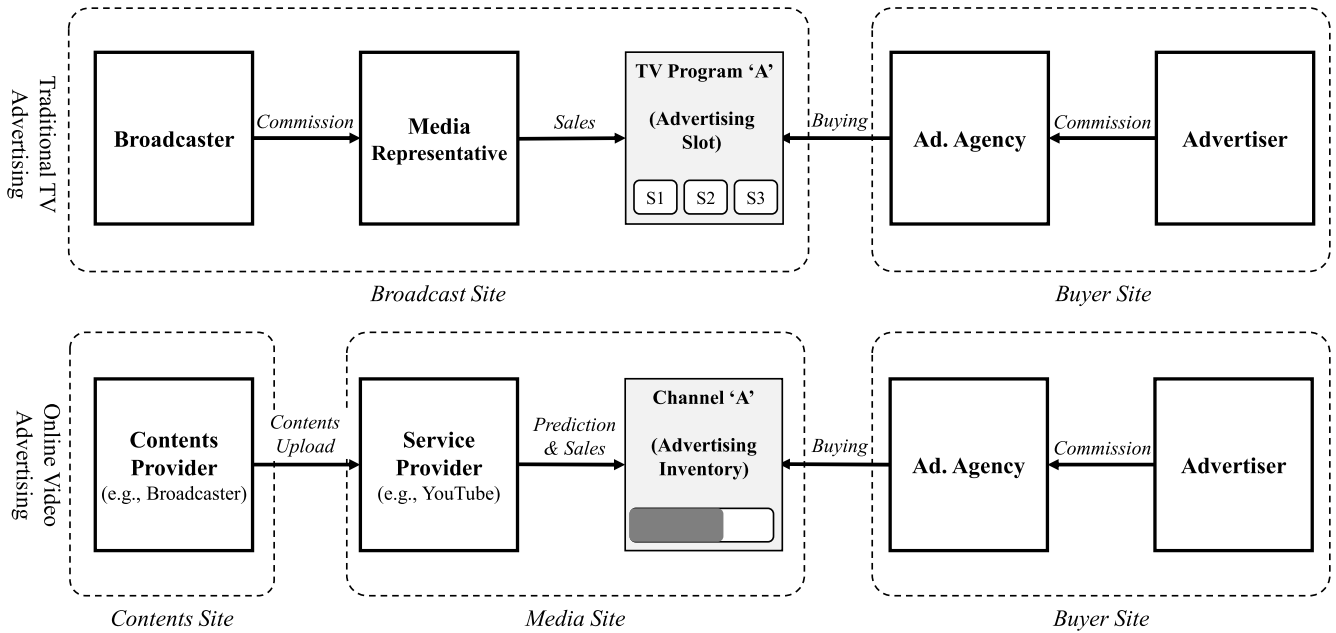 Traditional TV
Advertising
Broadcaster
Commission
Media
Representative
Sales
TV Program ‘A’
(Advertising
Slot)
S1 S2 S3
Buying
Ad. Agency
Commission
Advertiser
Broadcast Site
Buyer Site
Online Video
Advertising
Contents
Provider
(e.g., Broadcaster)
Contents
Upload
Service
Provider
(e.g., YouTube)
Prediction
& Sales
Channel ‘A’
(Advertising
Inventory)
Buying
Ad. Agency
Commission
Advertiser
Contents Site
Media Site
Buyer Site